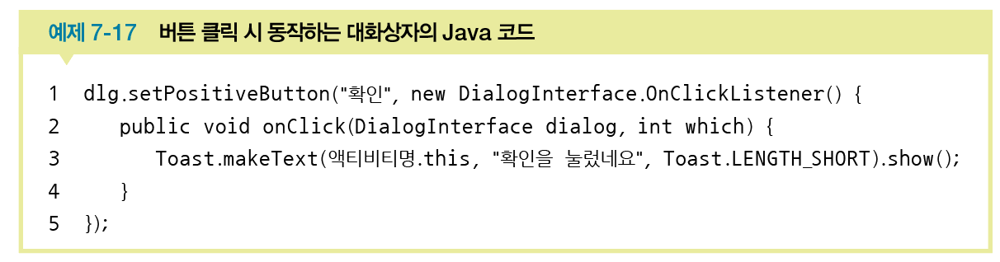 예제 7-17 버튼 클릭 시 동작하는 대화상자의 Java 코드
1 dlg.setPositiveButton("확인", new DialogInterface.OnClickListener() {
2 public void onClick(DialogInterface dialog, int which) {
3 Toast.makeText(액티비티명.this, "확인을 눌렀네요", Toast.LENGTH_SHORT).show();
4 }
5 });